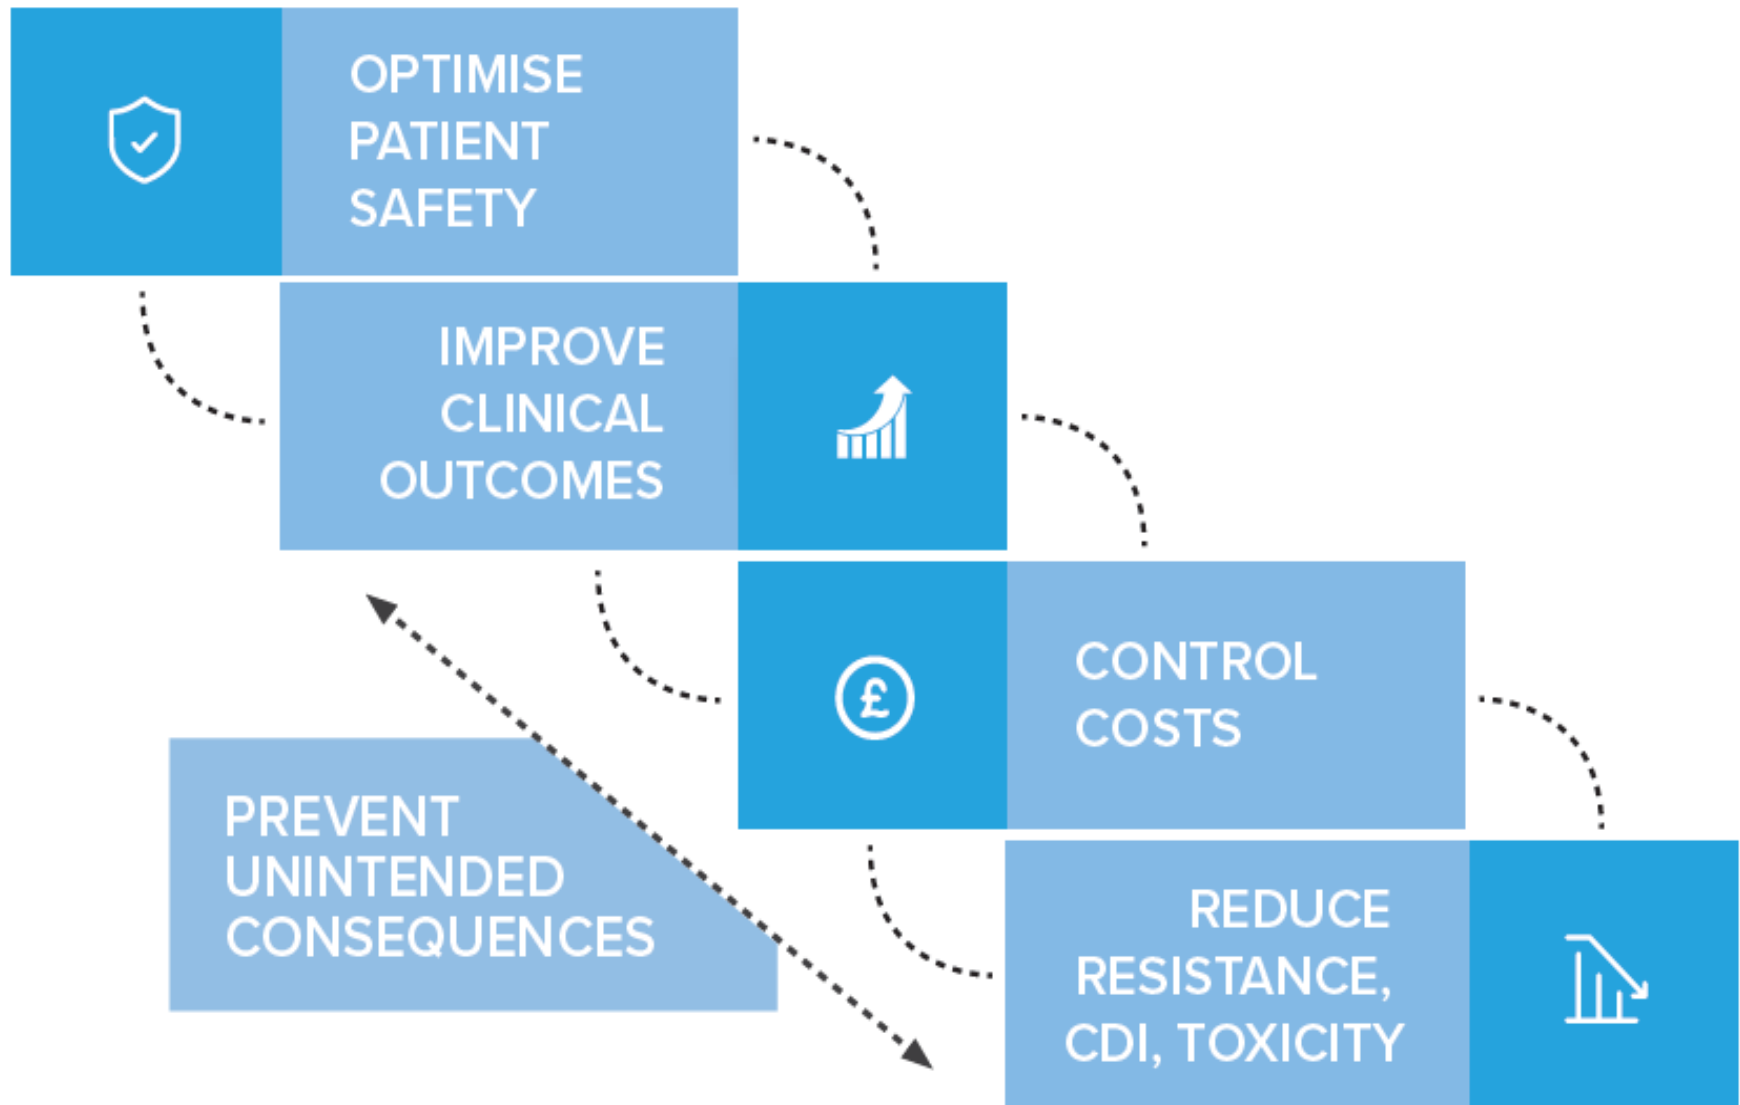 OPTIMISE
PATIENT
SAFETY
IMPROVE
CLINICAL
OUTCOMES
£
CONTROL
COSTS
PREVENT
UNINTENDED
CONSEQUENCES
REDUCE
RESISTANCE,
CDI, TOXICITY